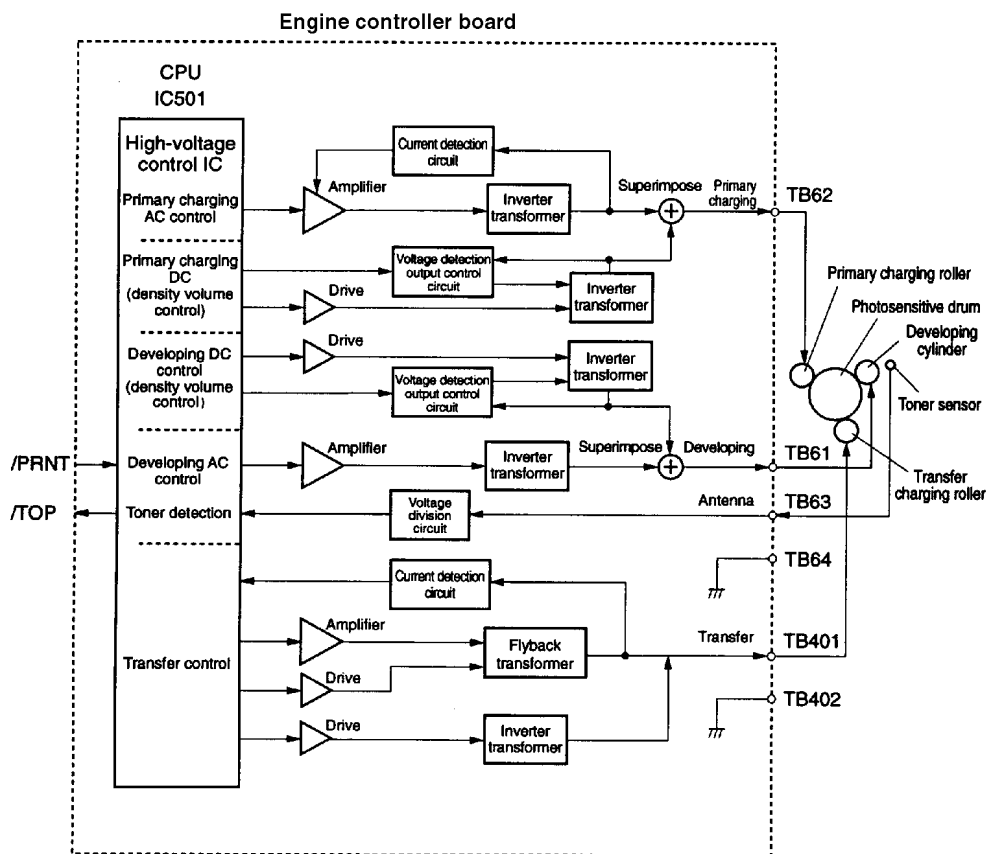 Engine controller board
CPU
IC501
High-voltage
control IC
Primary charging
AC control
Primary charging
DC
(density volume
control)
Developing DC
control
(density volume
control)
Developing AC
control
Toner detection
Transfer control
/PRNT
/TOP
Current detection
circuit
Amplifier
Inverter
transformer
Superimpose
Primary
charging
TB62
Voltage detection
output control
circuit
Drive
Inverter
transformer
Drive
Inverter
transformer
Voltage detection
output control
circuit
Amplifier
Inverter
transformer
Superimpose
Developing
TB61
Voltage
division
circuit
Antenna
TB63
TB64
Current detection
circuit
Amplifier
Flyback
transformer
Transfer
TB401
Drive
TB402
Drive
Inverter
transformer
Primary charging roller
Photosensitive drum
Developing
cylinder
Toner sensor
Transfer
charging roller